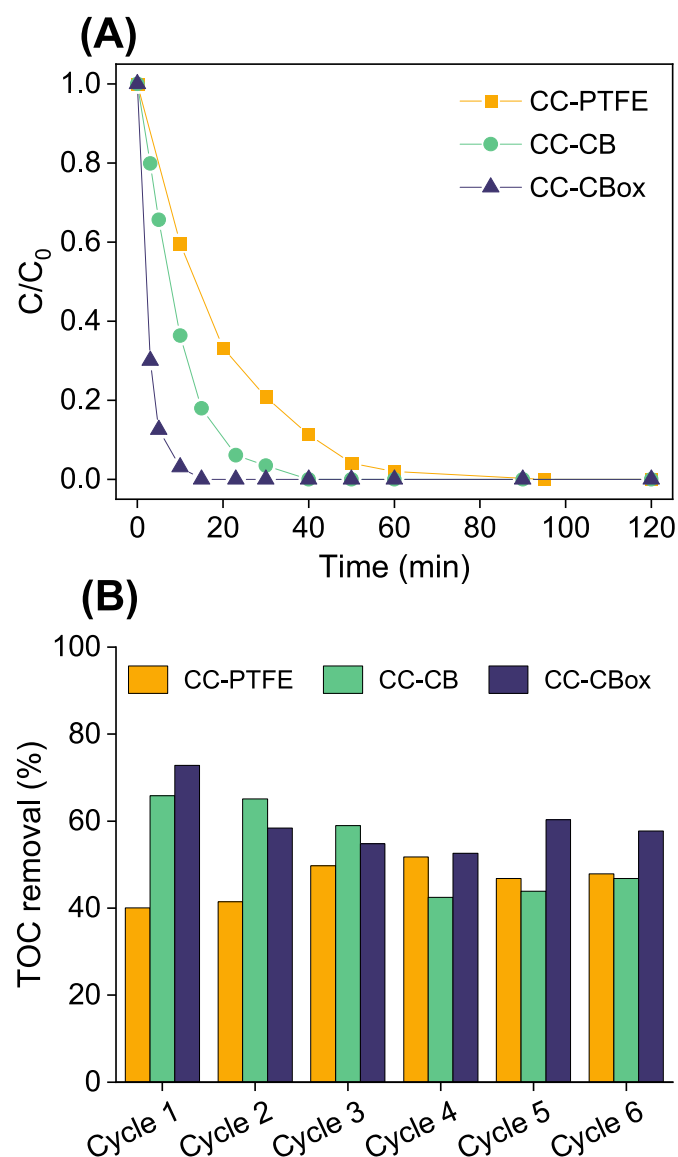 (A)
1.0
0.8
0.6
0.4
0.2
0.0
C/C0
CC-PTFE
CC-CB
CC-CBox
0 20 40 60 80 100 120
Time (min)
(B)
100
80
60
40
20
0
TOC removal (%)
CC-PTFE CC-CB CC-CBox
Cycle 1 Cycle 2 Cycle 3 Cycle 4 Cycle 5 Cycle 6